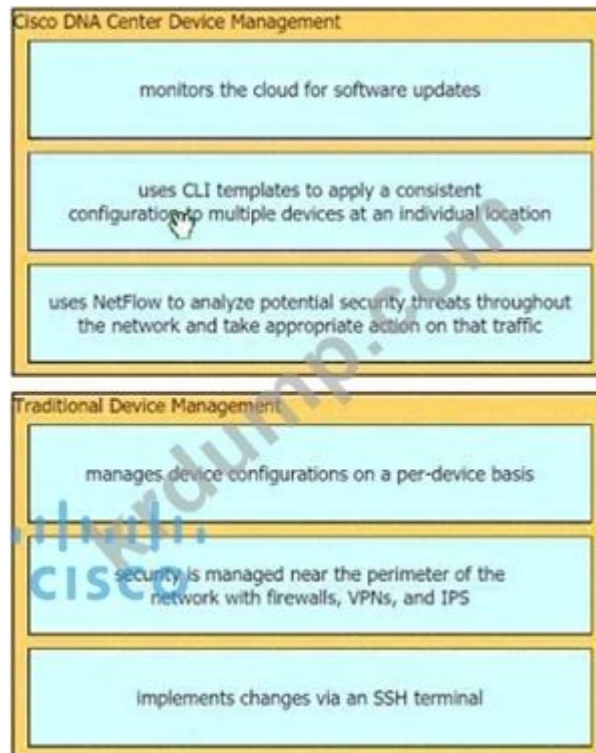 Cisco DNA Center Device Management
monitors the cloud for software updates
uses CLI templates to apply a consistent
configuration to multiple devices at an individual location
uses NetFlow to analyze potential security threats throughout
the network and take appropriate action on that traffic
Traditional Device Management
manages device configurations on a per-device basis
security is managed near the perimeter of the
network with firewalls, VPNs, and IPS
implements changes via an SSH terminal
krdump.com
CISCO